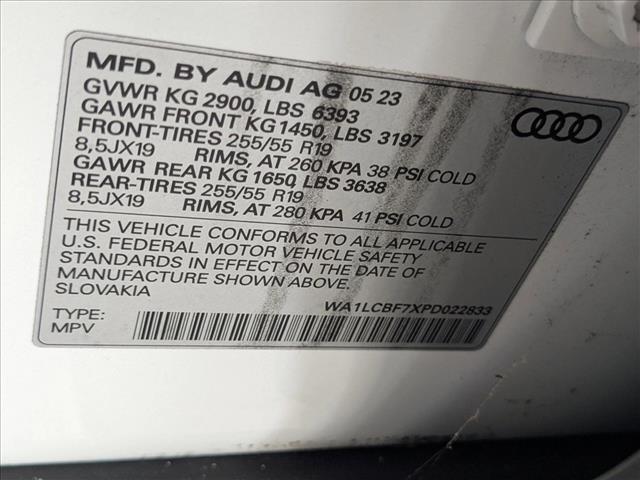 MFD. BY AUDI AG 05 23
GVWR KG 2900, LBS 6393
GAWR FRONT KG 1450, LBS 3197
FRONT-TIRES 255/55 R19
8,5JX19 RIMS, AT 260 KPA 38 PSI COLD
GAWR REAR KG 1650, LBS 3638
REAR-TIRES 255/55 R19
8,5JX19 RIMS, AT 280 KPA 41 PSI COLD
THIS VEHICLE CONFORMS TO ALL APPLICABLE
U.S. FEDERAL MOTOR VEHICLE SAFETY
STANDARDS IN EFFECT ON THE DATE OF
MANUFACTURE SHOWN ABOVE.
SLOVAKIA
WA1LCBF7XPD022833
TYPE:
MPV